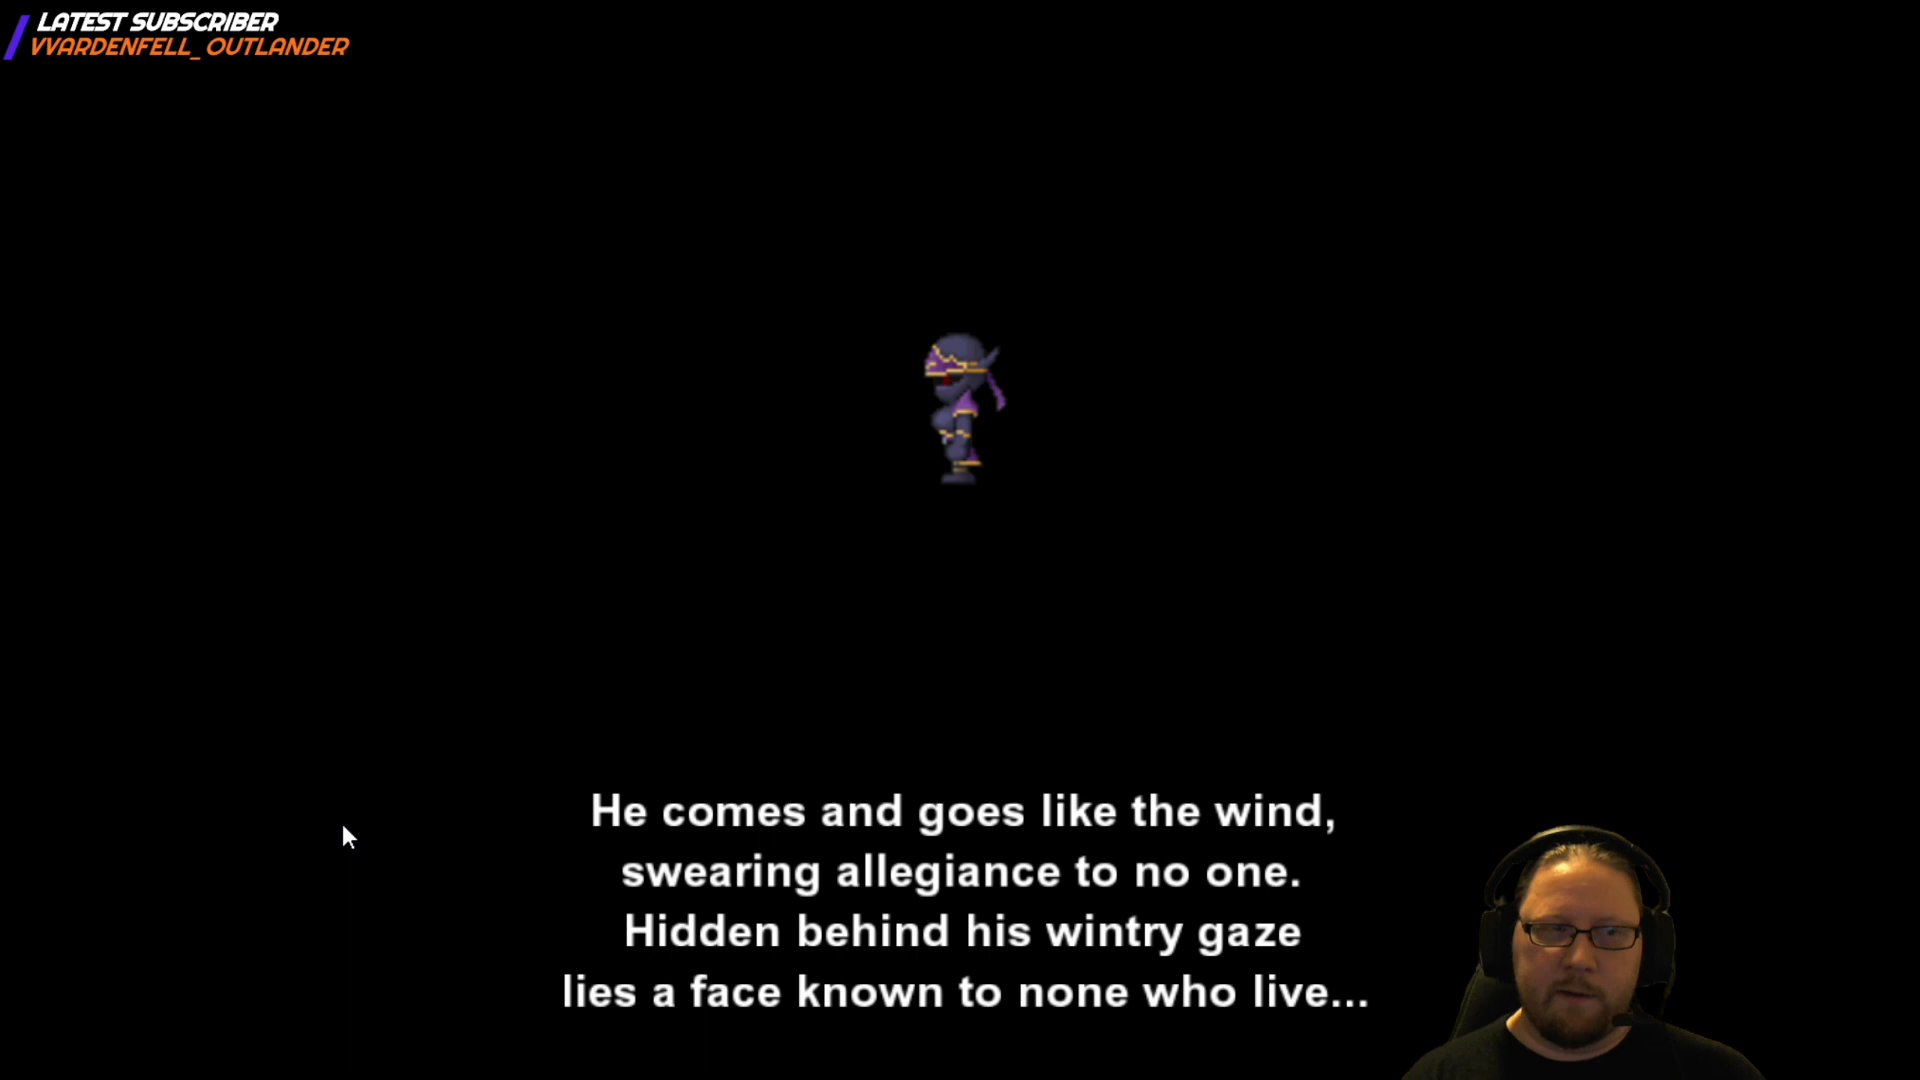 LATEST SUBSCRIBER
VVARDENFELL_OUTLANDER
He comes and goes like the wind,
swearing allegiance to no one.
Hidden behind his wintry gaze
lies a face known to none who live...